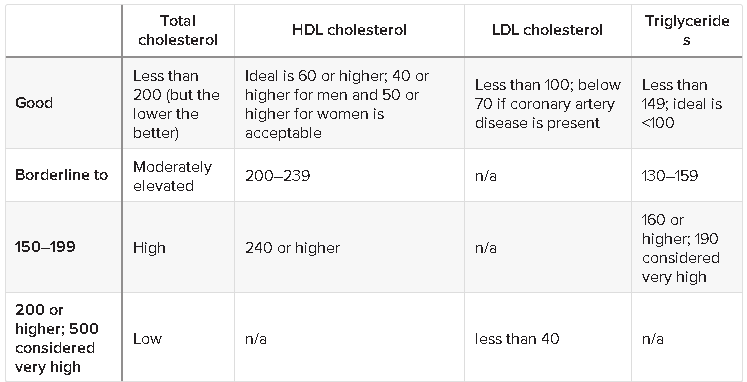 Total
cholesterol
HDL cholesterol
LDL cholesterol
Triglyceride
s
Good
Less than
200 (but the
lower the
better)
Ideal is 60 or higher; 40 or
higher for men and 50 or
higher for women is
acceptable
Less than 100; below
70 if coronary artery
disease is present
Less than
149; ideal is
<100
Borderline to
Moderately
elevated
200–239
n/a
130–159
150–199
High
240 or higher
n/a
160 or
higher; 190
considered
very high
200 or
higher; 500
considered
very high
Low
n/a
less than 40
n/a